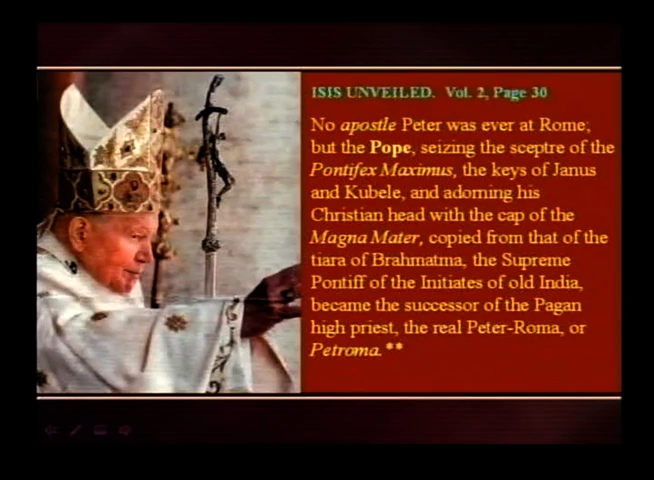 ISIS UNVEILED. Vol. 2, Page 30
No apostle Peter was ever at Rome;
but the Pope, seizing the sceptre of the
Pontifex Maximus, the keys of Janus
and Kubele, and adorning his
Christian head with the cap of the
Magna Mater, copied from that of the
tiara of Brahmatma, the Supreme
Pontiff of the Initiates of old India,
became the successor of the Pagan
high priest, the real Peter-Roma, or
Petroma.**